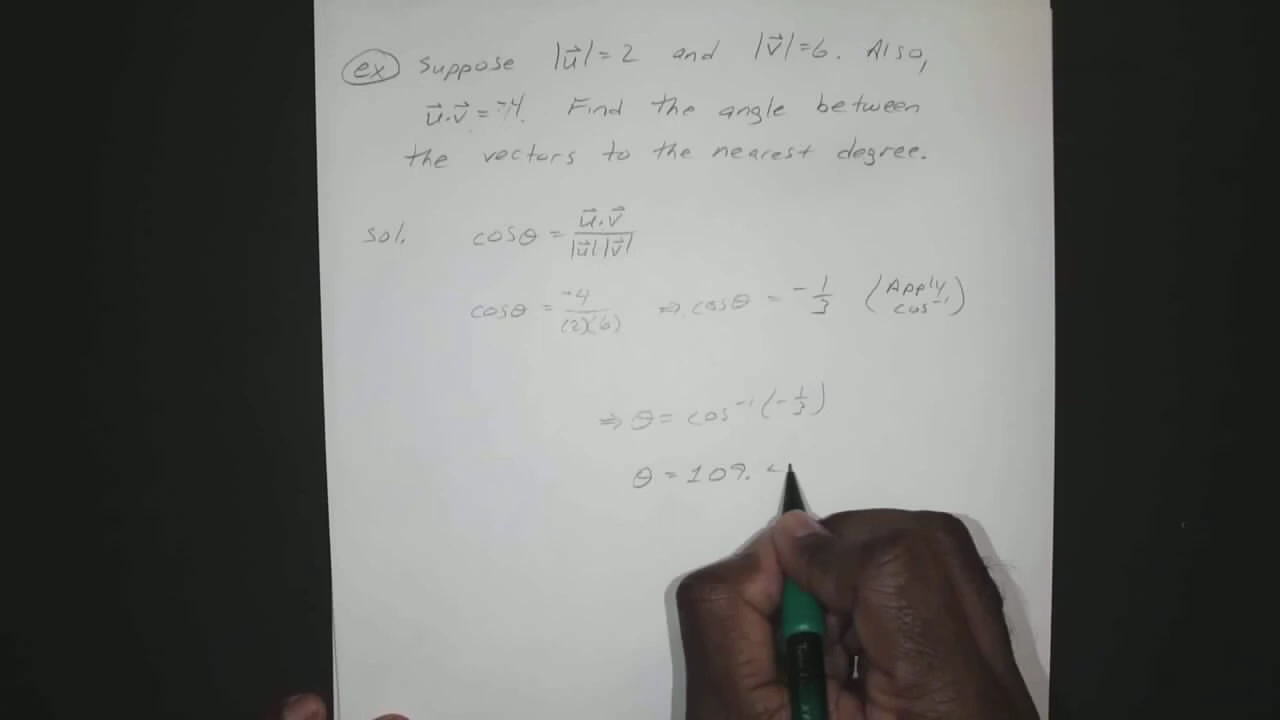 ex Suppose |u⃗| = 2 and |v⃗| = 6. Also,
u⃗·v⃗ = -4. Find the angle between
the vectors to the nearest degree.
Sol. cosθ = u⃗·v⃗ / |u⃗||v⃗|
cosθ = -4 / (2)(6) ⇒ cosθ = -1/3 (Apply cos⁻¹)
⇒ θ = cos⁻¹(-1/3)
θ = 109.